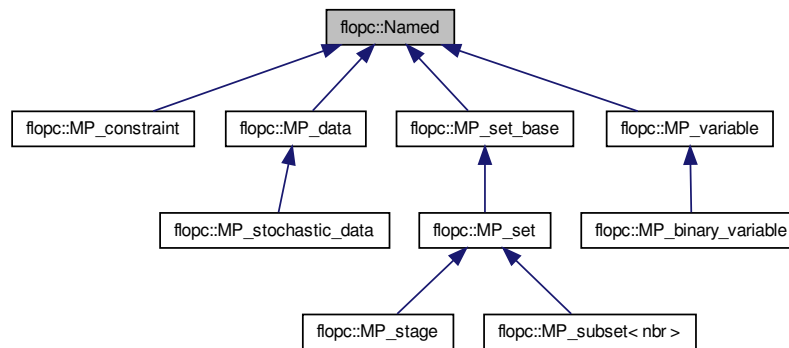 flopc::Named
flopc::MP_constraint
flopc::MP_data
flopc::MP_set_base
flopc::MP_variable
flopc::MP_stochastic_data
flopc::MP_set
flopc::MP_binary_variable
flopc::MP_stage
flopc::MP_subset< nbr >